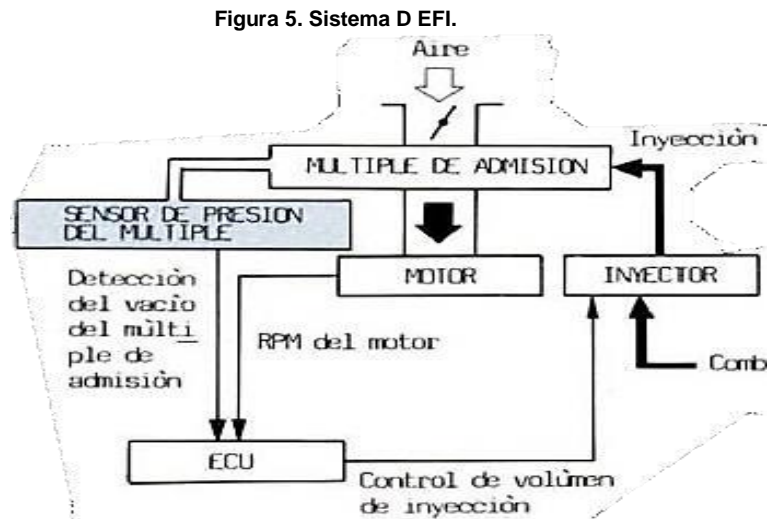 Figura 5. Sistema D EFI.
Aire
Inyección
MULTIPLE DE ADMISION
SENSOR DE PRESION
DEL MULTIPLE
MOTOR
INYECTOR
Detección
del vacío
del múlti
ple de
admisión
RPM del motor
Comb
ECU
Control de volúmen
de inyección